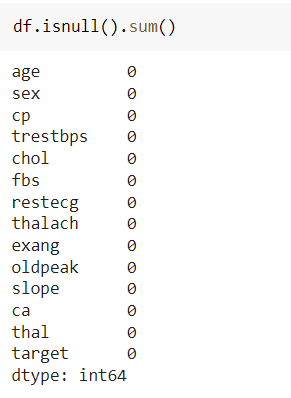 df.isnull().sum()
age 0
sex 0
cp 0
trestbps 0
chol 0
fbs 0
restecg 0
thalach 0
exang 0
oldpeak 0
slope 0
ca 0
thal 0
target 0
dtype: int64